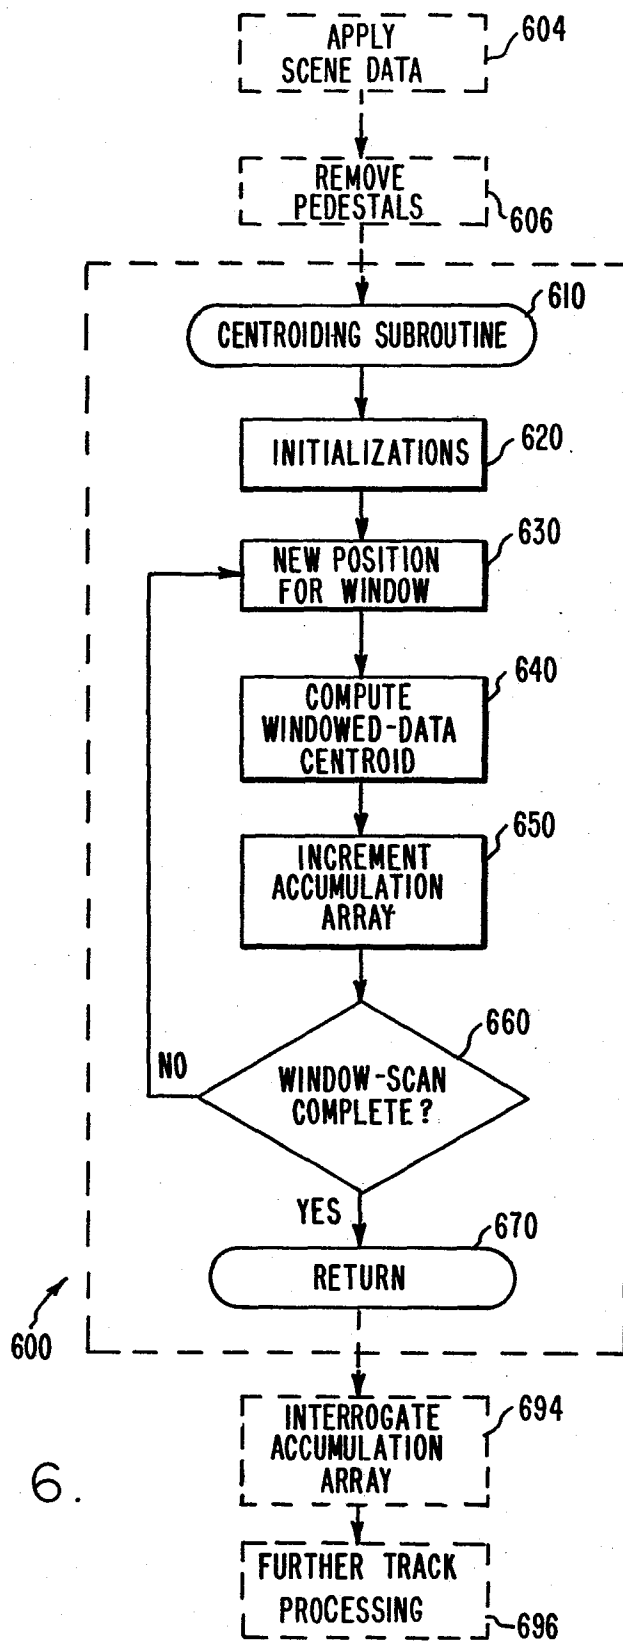 APPLY
SCENE DATA
604
REMOVE
PEDESTALS
606
CENTROIDING SUBROUTINE
610
INITIALIZATIONS
620
NEW POSITION
FOR WINDOW
630
COMPUTE
WINDOWED-DATA
CENTROID
640
INCREMENT
ACCUMULATION
ARRAY
650
WINDOW-SCAN
COMPLETE?
660
NO
YES
RETURN
670
600
INTERROGATE
ACCUMULATION
ARRAY
694
6.
FURTHER TRACK
PROCESSING
696